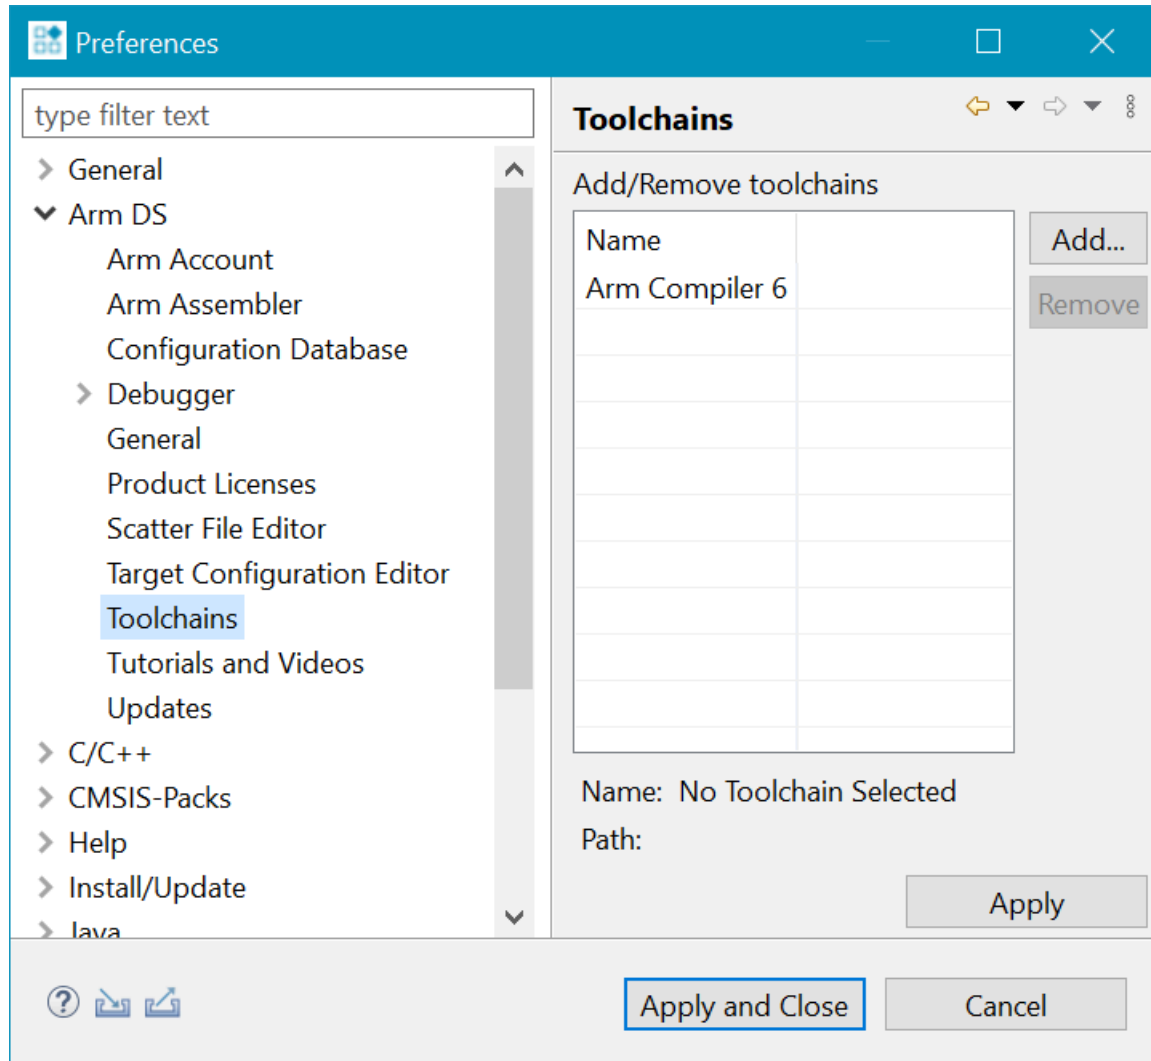 Preferences
type filter text
General
Arm DS
Arm Account
Arm Assembler
Configuration Database
Debugger
General
Product Licenses
Scatter File Editor
Target Configuration Editor
Toolchains
Tutorials and Videos
Updates
C/C++
CMSIS-Packs
Help
Install/Update
Java
Toolchains
Add/Remove toolchains
Name
Arm Compiler 6
Add...
Remove
Name: No Toolchain Selected
Path:
Apply
Apply and Close
Cancel